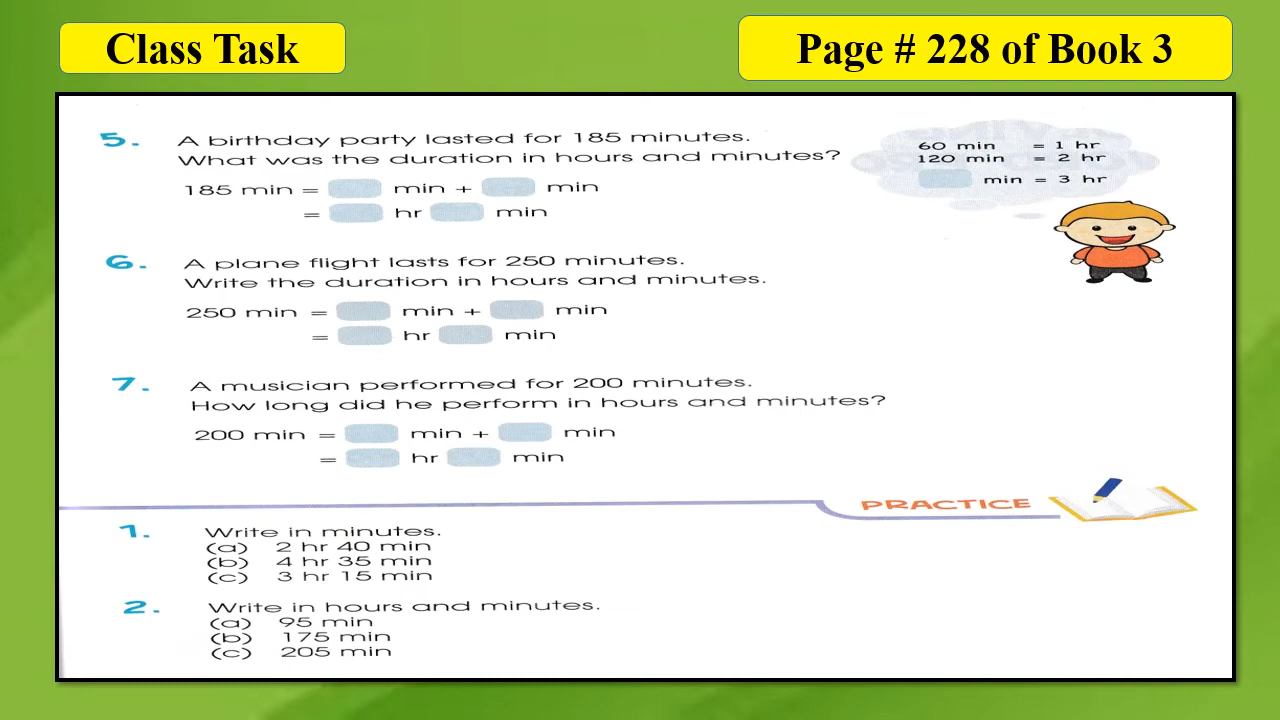 Class Task
Page # 228 of Book 3
5. A birthday party lasted for 185 minutes.
What was the duration in hours and minutes?
185 min = min + min
= hr min
60 min = 1 hr
120 min = 2 hr
min = 3 hr
6. A plane flight lasts for 250 minutes.
Write the duration in hours and minutes.
250 min = min + min
= hr min
7. A musician performed for 200 minutes.
How long did he perform in hours and minutes?
200 min = min + min
= hr min
PRACTICE
1. Write in minutes.
(a) 2 hr 40 min
(b) 4 hr 35 min
(c) 3 hr 15 min
2. Write in hours and minutes.
(a) 95 min
(b) 175 min
(c) 205 min